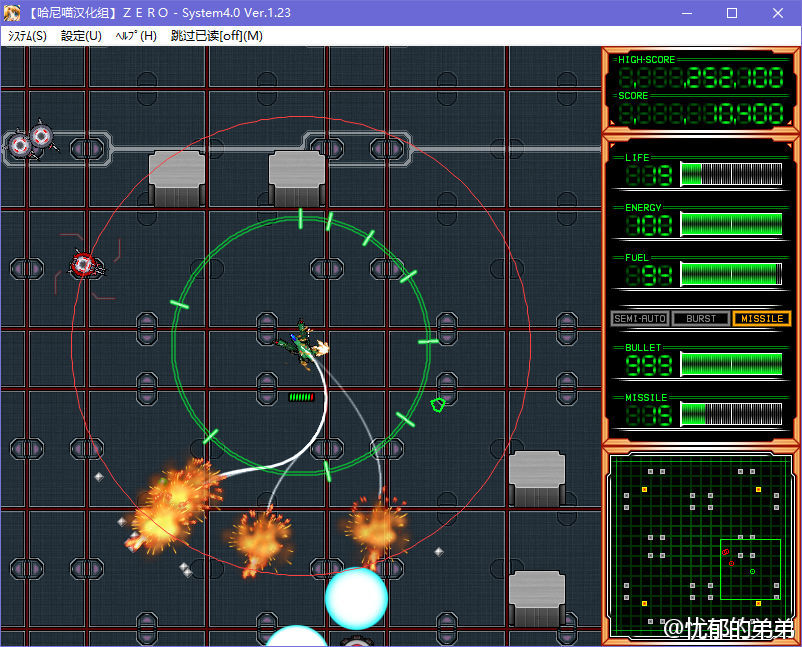 【哈尼喵汉化组】ＺＥＲＯ - System4.0 Ver.1.23
ｼｽﾃﾑ(S) 設定(U) ﾍﾙﾌﾟ(H) 跳过已读[off](M)
HIGH-SCORE
252,100
SCORE
10,400
LIFE
19
ENERGY
100
FUEL
94
SEMI-AUTO BURST MISSILE
BULLET
999
MISSILE
15
@忧郁的弟弟